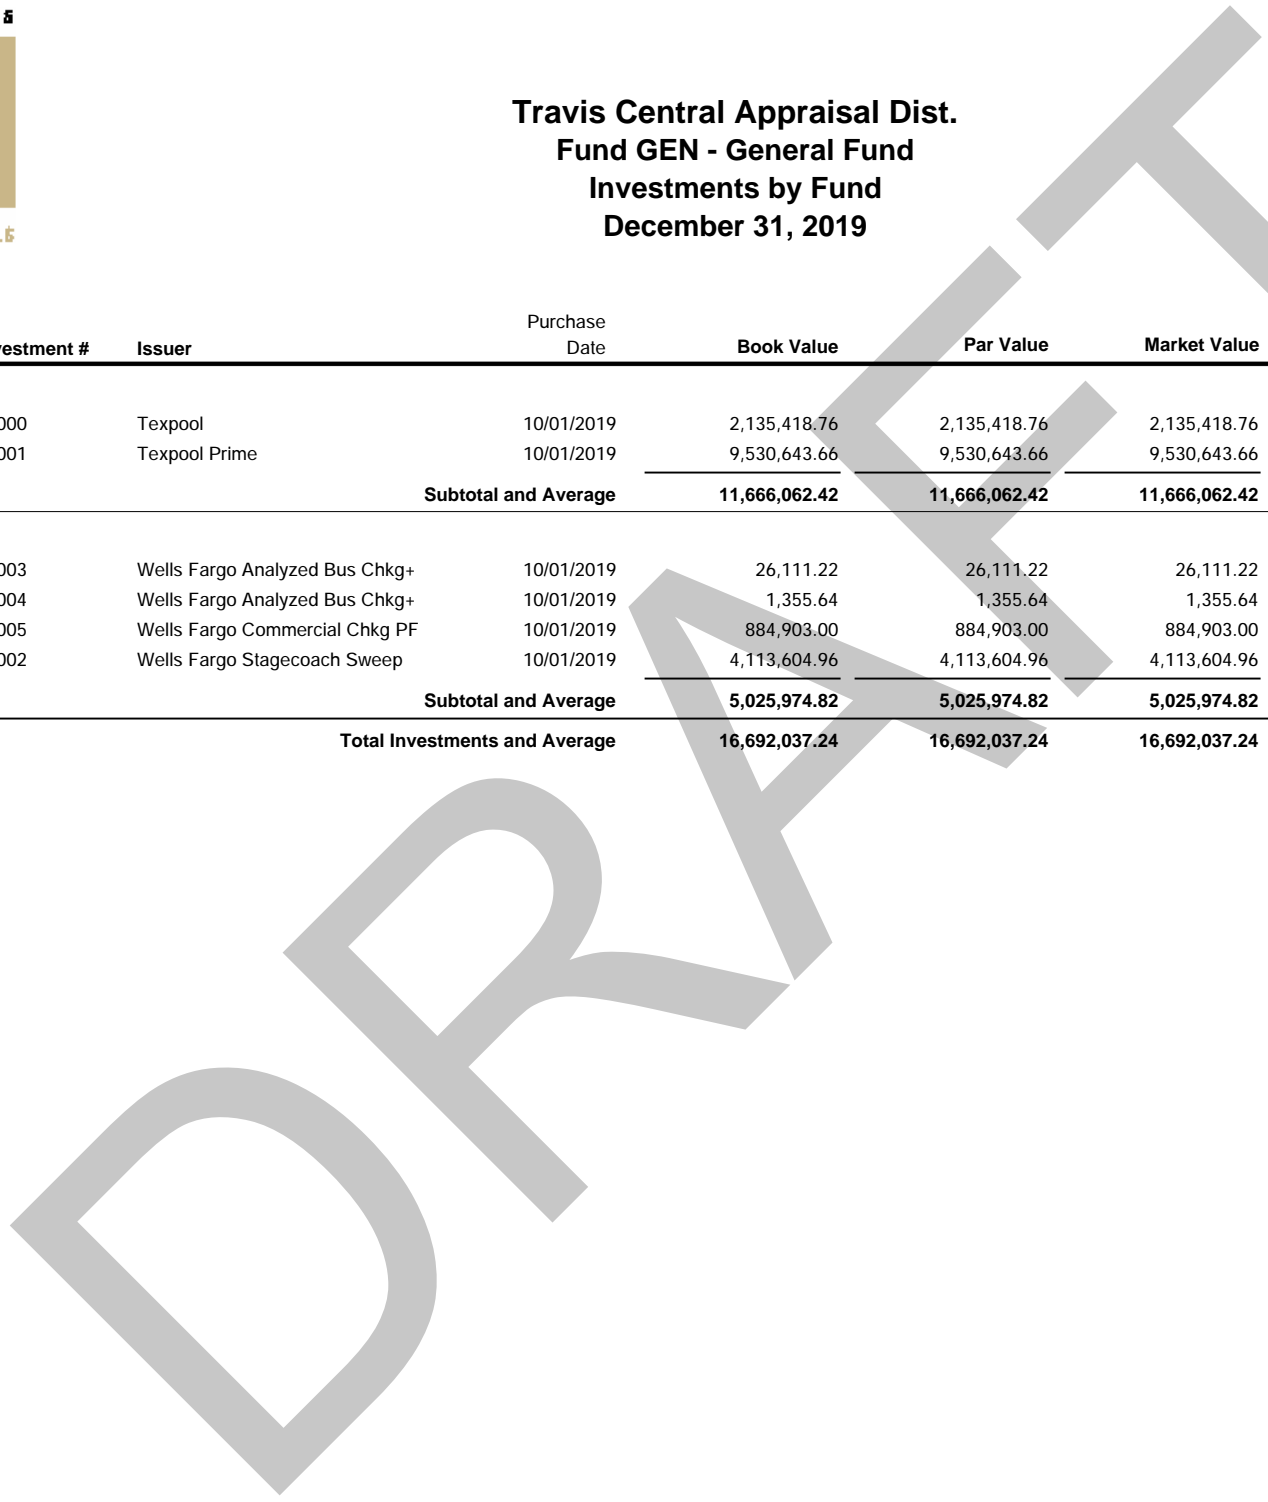 &
Travis Central Appraisal Dist.
Fund GEN - General Fund
Investments by Fund
December 31, 2019
Purchase
vestment # Issuer Date Book Value Par Value Market Value
000 Texpool 10/01/2019 2,135,418.76 2,135,418.76 2,135,418.76
001 Texpool Prime 10/01/2019 9,530,643.66 9,530,643.66 9,530,643.66
Subtotal and Average 11,666,062.42 11,666,062.42 11,666,062.42
003 Wells Fargo Analyzed Bus Chkg+ 10/01/2019 26,111.22 26,111.22 26,111.22
004 Wells Fargo Analyzed Bus Chkg+ 10/01/2019 1,355.64 1,355.64 1,355.64
005 Wells Fargo Commercial Chkg PF 10/01/2019 884,903.00 884,903.00 884,903.00
002 Wells Fargo Stagecoach Sweep 10/01/2019 4,113,604.96 4,113,604.96 4,113,604.96
Subtotal and Average 5,025,974.82 5,025,974.82 5,025,974.82
Total Investments and Average 16,692,037.24 16,692,037.24 16,692,037.24
DRAFT